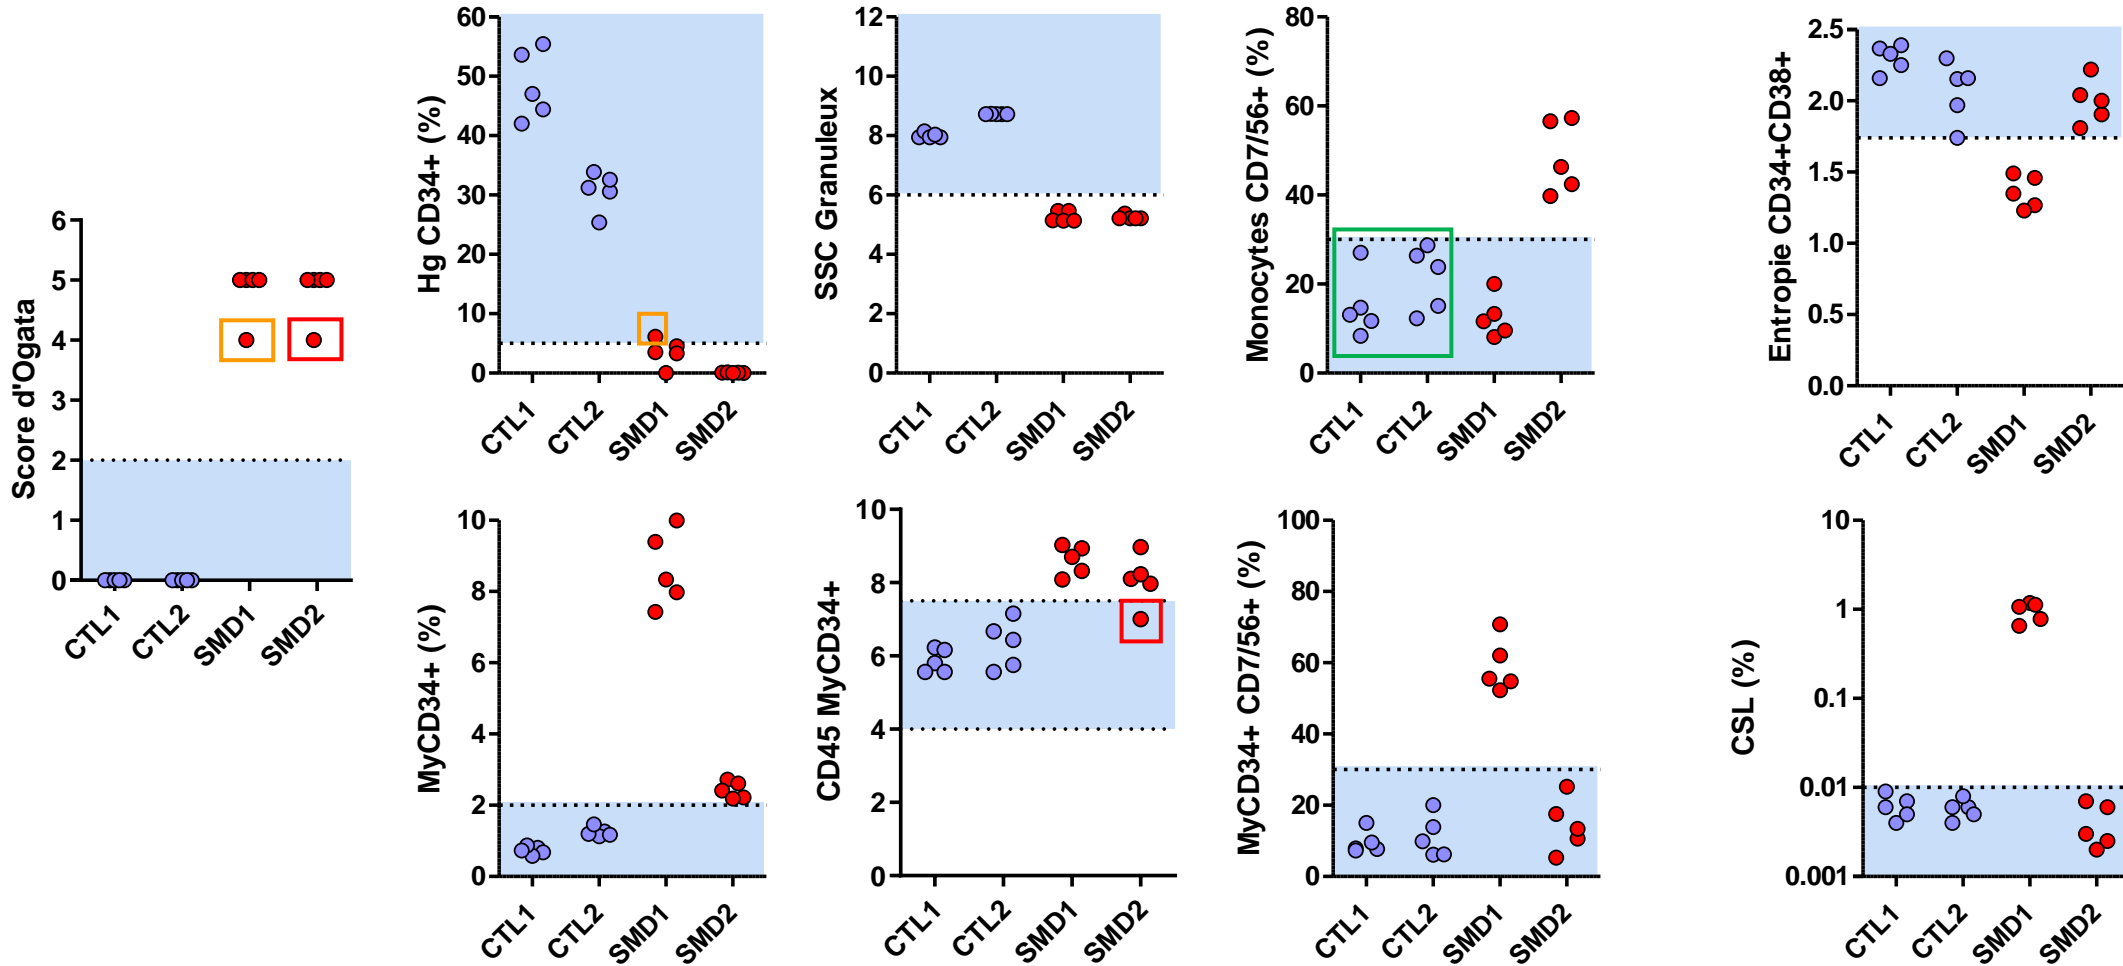 Score d'Ogata
6
5
4
3
2
1
0
CTL1
CTL2
SMD1
SMD2
Hg CD34+ (%)
60
50
40
30
20
10
0
CTL1
CTL2
SMD1
SMD2
SSC Granuleux
12
10
8
6
4
2
0
CTL1
CTL2
SMD1
SMD2
Monocytes CD7/56+ (%)
80
60
40
20
0
CTL1
CTL2
SMD1
SMD2
Entropie CD34+CD38+
2.5
2.0
1.5
1.0
0.5
0.0
CTL1
CTL2
SMD1
SMD2
MyCD34+ (%)
10
8
6
4
2
0
CTL1
CTL2
SMD1
SMD2
CD45 MyCD34+
10
8
6
4
2
0
CTL1
CTL2
SMD1
SMD2
MyCD34+ CD7/56+ (%)
100
80
60
40
20
0
CTL1
CTL2
SMD1
SMD2
CSL (%)
10
1
0.1
0.01
0.001
CTL1
CTL2
SMD1
SMD2